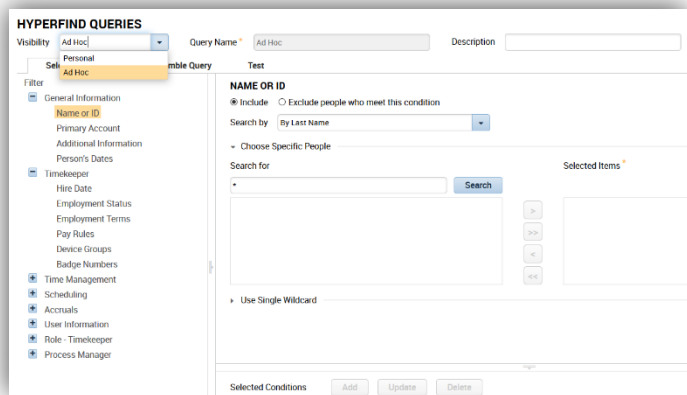 HYPERFIND QUERIES
Visibility Ad Hoc Query Name * Ad Hoc Description
Personal
Ad Hoc
Sel mble Query Test
Filter
General Information
Name or ID
Primary Account
Additional Information
Person's Dates
Timekeeper
Hire Date
Employment Status
Employment Terms
Pay Rules
Device Groups
Badge Numbers
Time Management
Scheduling
Accruals
User Information
Role - Timekeeper
Process Manager
NAME OR ID
Include Exclude people who meet this condition
Search by By Last Name
Choose Specific People
Search for Selected Items *
* Search
>
>>
<
<<
Use Single Wildcard
Selected Conditions Add Update Delete